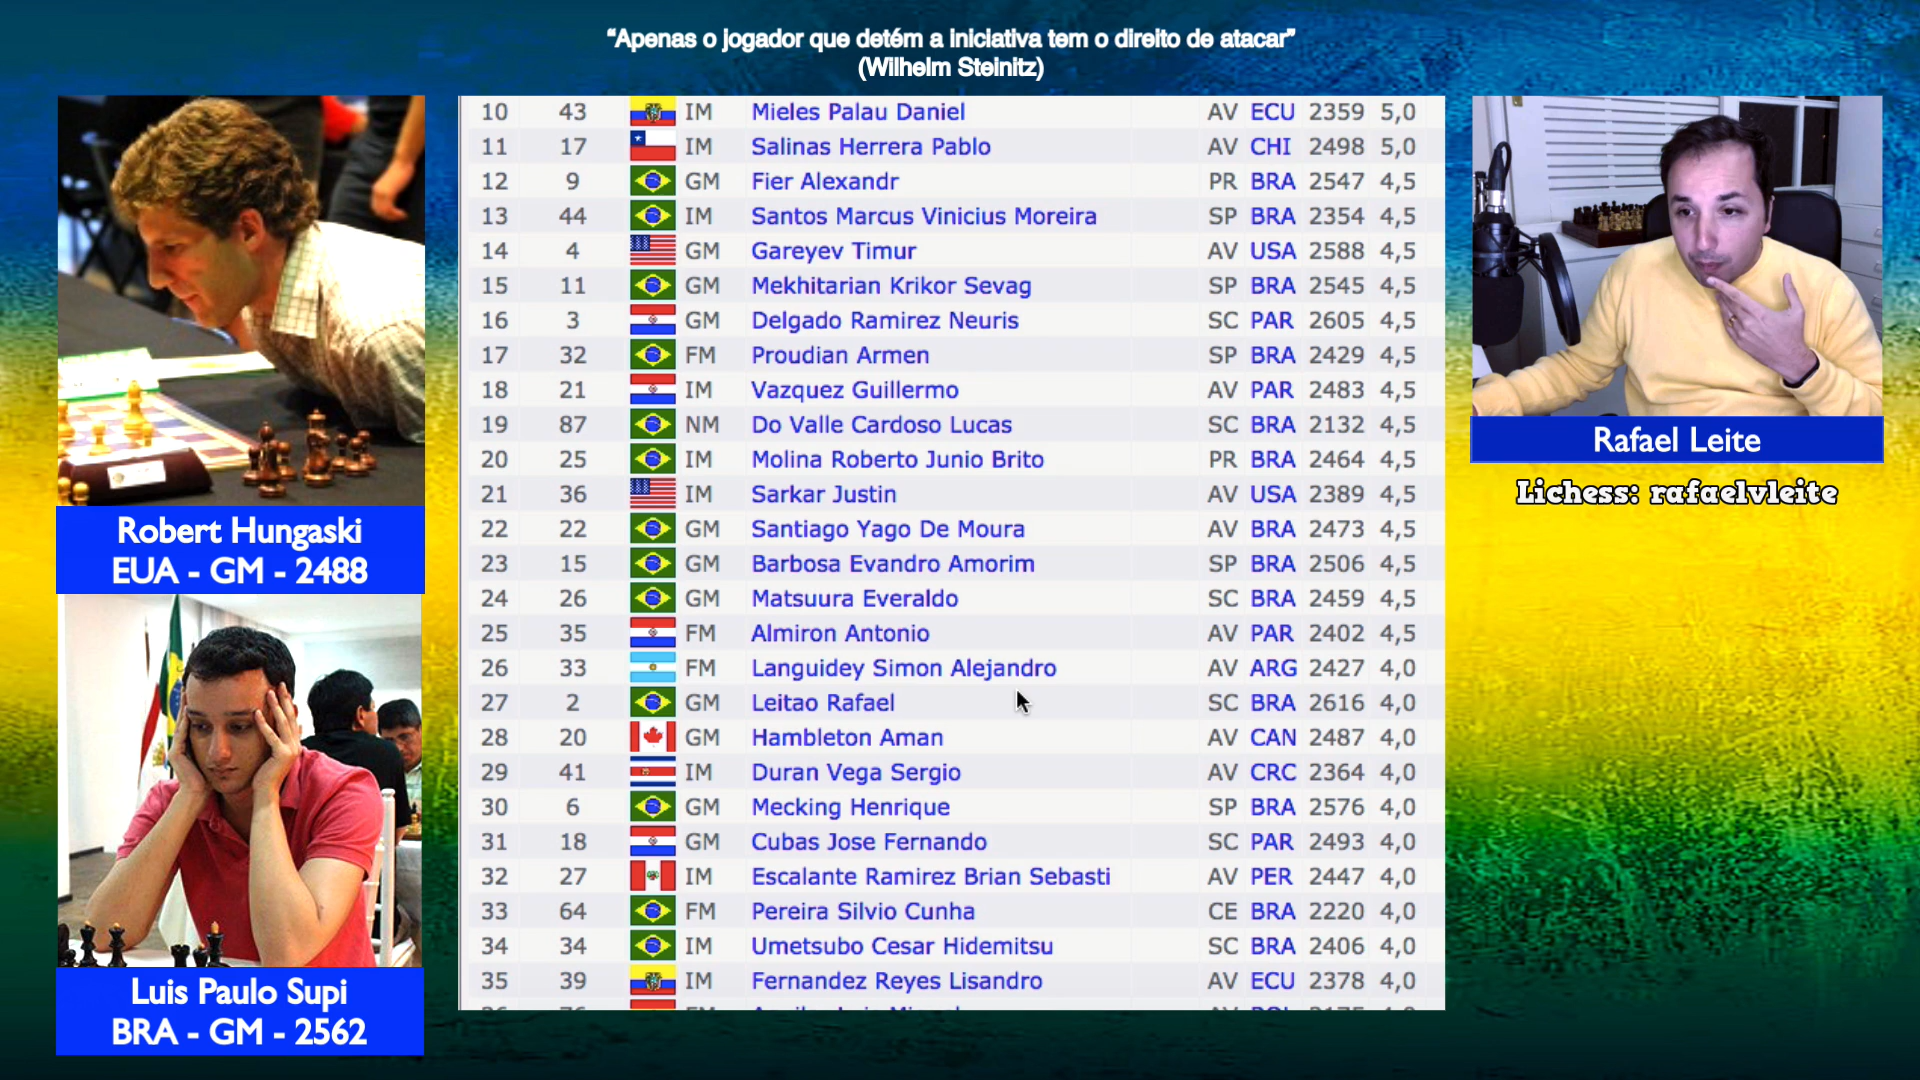 “Apenas o jogador que detém a iniciativa tem o direito de atacar”
(Wilhelm Steinitz)
10 43 IM Mieles Palau Daniel AV ECU 2359 5,0
11 17 IM Salinas Herrera Pablo AV CHI 2498 5,0
12 9 GM Fier Alexandr PR BRA 2547 4,5
13 44 IM Santos Marcus Vinicius Moreira SP BRA 2354 4,5
14 4 GM Gareyev Timur AV USA 2588 4,5
15 11 GM Mekhitarian Krikor Sevag SP BRA 2545 4,5
16 3 GM Delgado Ramirez Neuris SC PAR 2605 4,5
17 32 FM Proudian Armen SP BRA 2429 4,5
18 21 IM Vazquez Guillermo AV PAR 2483 4,5
19 87 NM Do Valle Cardoso Lucas SC BRA 2132 4,5
20 25 IM Molina Roberto Junio Brito PR BRA 2464 4,5
21 36 IM Sarkar Justin AV USA 2389 4,5
22 22 GM Santiago Yago De Moura AV BRA 2473 4,5
23 15 GM Barbosa Evandro Amorim SP BRA 2506 4,5
24 26 GM Matsuura Everaldo SC BRA 2459 4,5
25 35 FM Almiron Antonio AV PAR 2402 4,5
26 33 FM Languidey Simon Alejandro AV ARG 2427 4,0
27 2 GM Leitao Rafael SC BRA 2616 4,0
28 20 GM Hambleton Aman AV CAN 2487 4,0
29 41 IM Duran Vega Sergio AV CRC 2364 4,0
30 6 GM Mecking Henrique SP BRA 2576 4,0
31 18 GM Cubas Jose Fernando SC PAR 2493 4,0
32 27 IM Escalante Ramirez Brian Sebasti AV PER 2447 4,0
33 64 FM Pereira Silvio Cunha CE BRA 2220 4,0
34 34 IM Umetsubo Cesar Hidemitsu SC BRA 2406 4,0
35 39 IM Fernandez Reyes Lisandro AV ECU 2378 4,0
Robert Hungaski
EUA - GM - 2488
Luis Paulo Supi
BRA - GM - 2562
Rafael Leite
Lichess: rafaelvleite